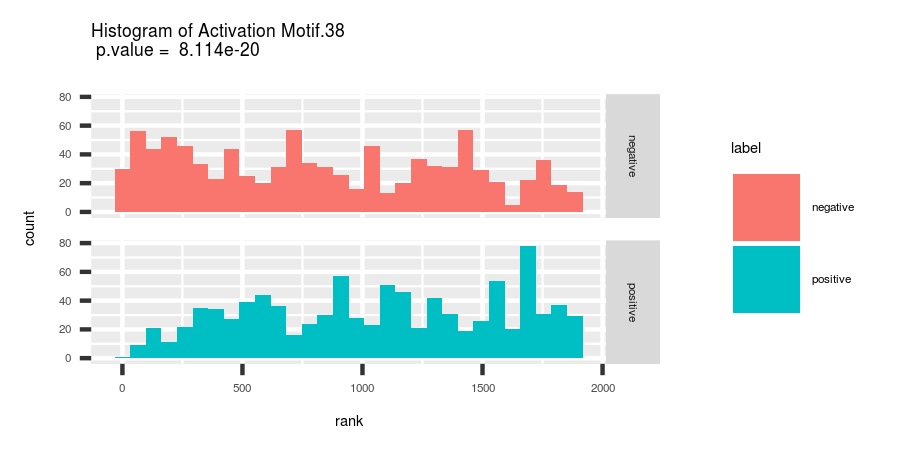 Histogram of Activation Motif.38
p.value =  8.114e-20
80
60
40
20
0
negative
80
60
40
20
0
positive
0
500
1000
1500
2000
rank
count
label
negative
positive